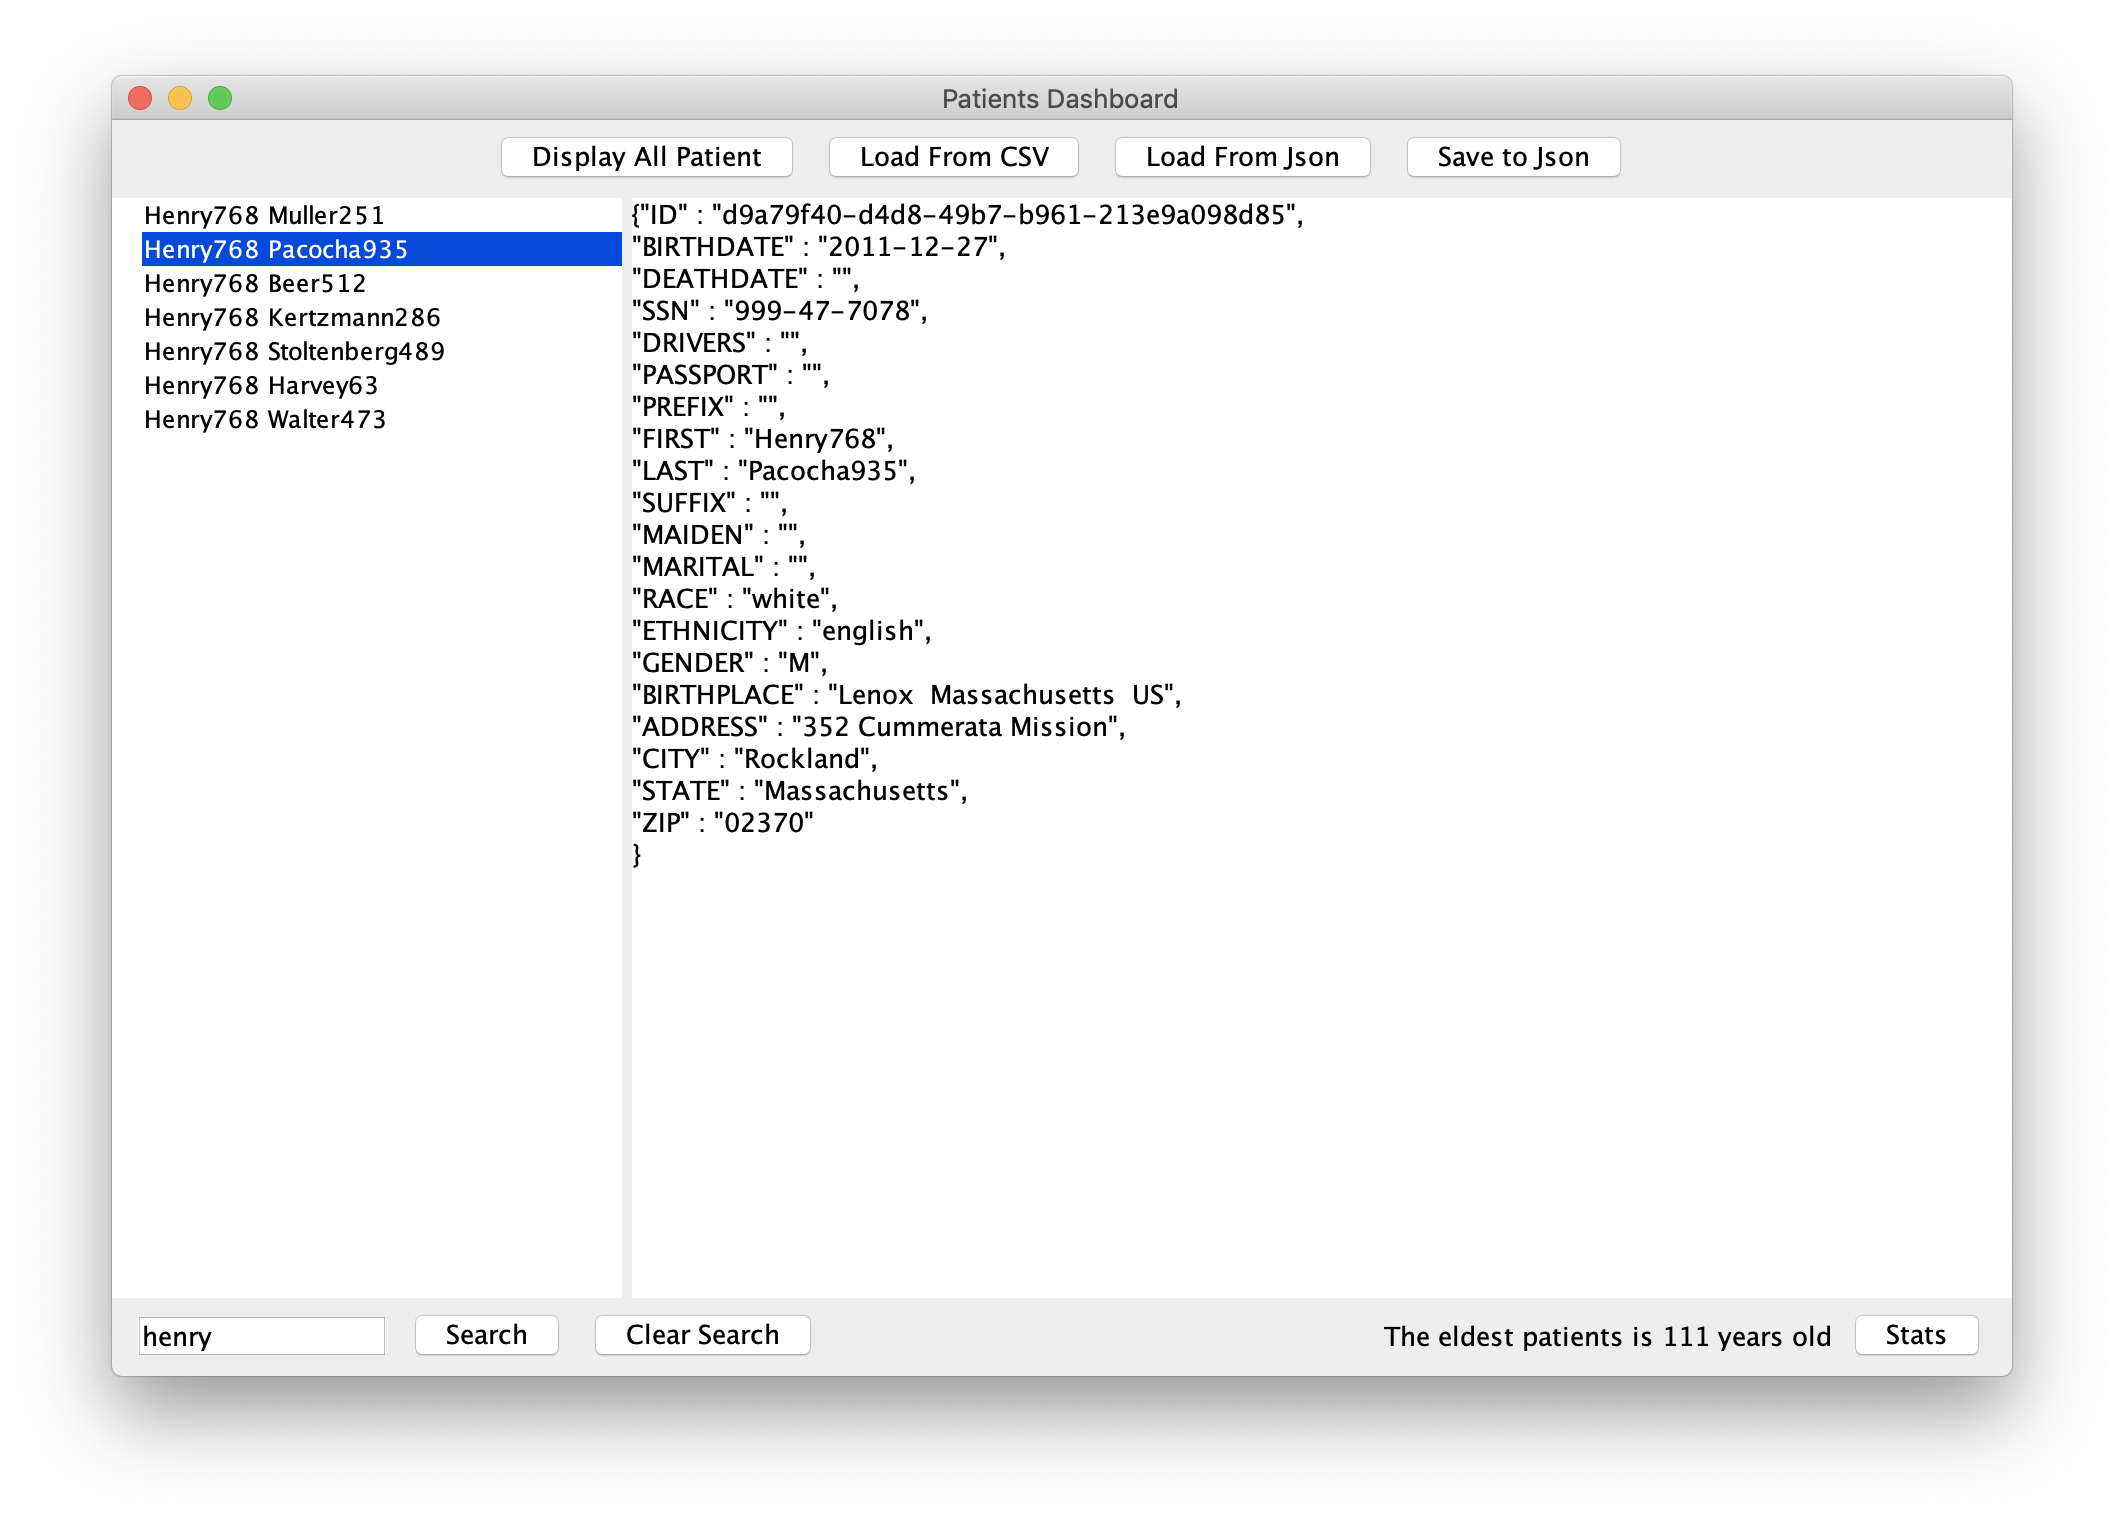 Patients Dashboard
Display All Patient
Load From CSV
Load From Json
Save to Json
Henry768 Muller251
Henry768 Pacocha935
Henry768 Beer512
Henry768 Kertzmann286
Henry768 Stoltenberg489
Henry768 Harvey63
Henry768 Walter473
{"ID" : "d9a79f40-d4d8-49b7-b961-213e9a098d85",
"BIRTHDATE" : "2011-12-27",
"DEATHDATE" : "",
"SSN" : "999-47-7078",
"DRIVERS" : "",
"PASSPORT" : "",
"PREFIX" : "",
"FIRST" : "Henry768",
"LAST" : "Pacocha935",
"SUFFIX" : "",
"MAIDEN" : "",
"MARITAL" : "",
"RACE" : "white",
"ETHNICITY" : "english",
"GENDER" : "M",
"BIRTHPLACE" : "Lenox  Massachusetts  US",
"ADDRESS" : "352 Cummerata Mission",
"CITY" : "Rockland",
"STATE" : "Massachusetts",
"ZIP" : "02370"
}
henry
Search
Clear Search
The eldest patients is 111 years old
Stats